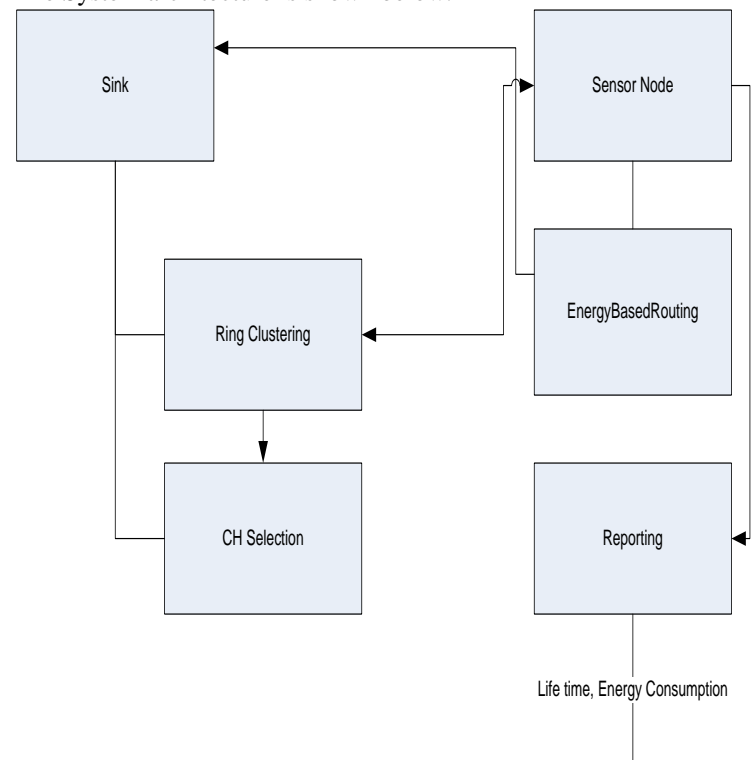 Sink
Sensor Node
EnergyBasedRouting
Ring Clustering
CH Selection
Reporting
Life time, Energy Consumption